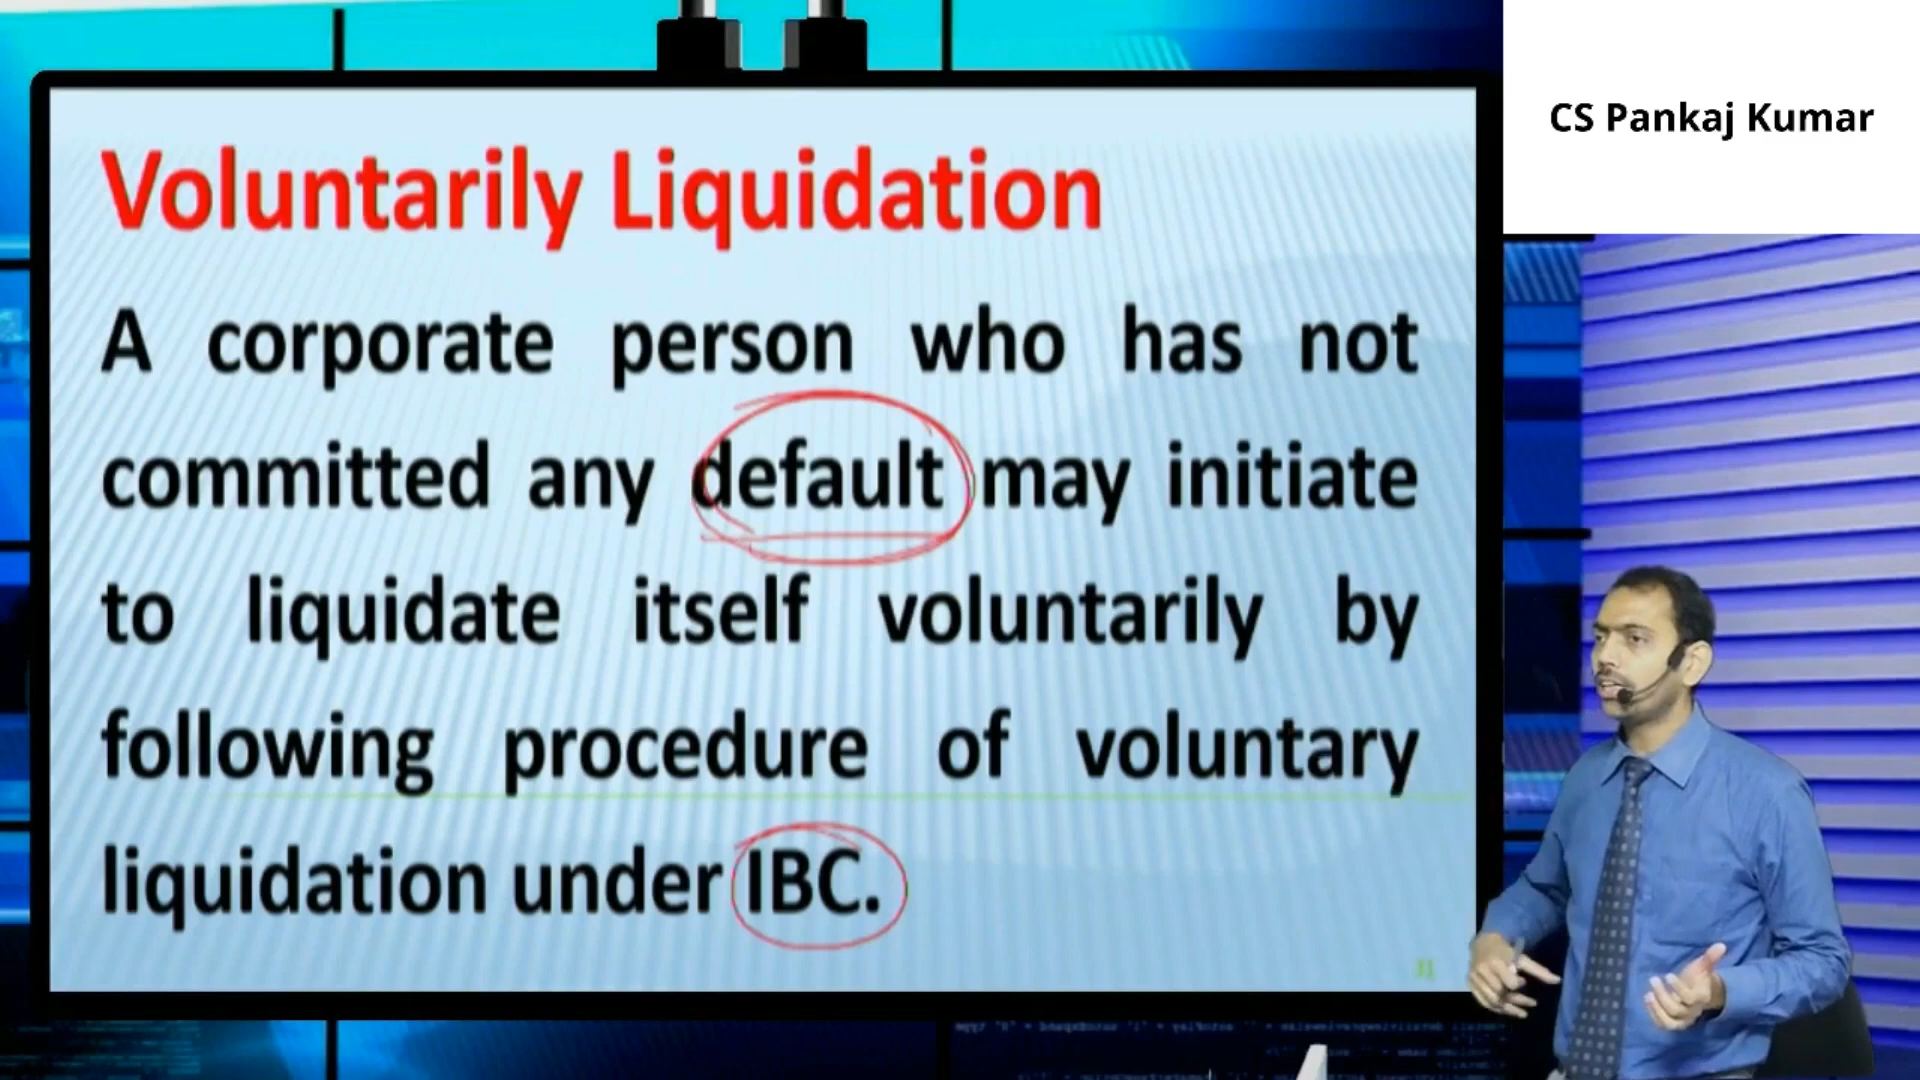 CS Pankaj Kumar
Voluntarily Liquidation
A corporate person who has not
committed any default may initiate
to liquidate itself voluntarily by
following procedure of voluntary
liquidation under IBC.
31